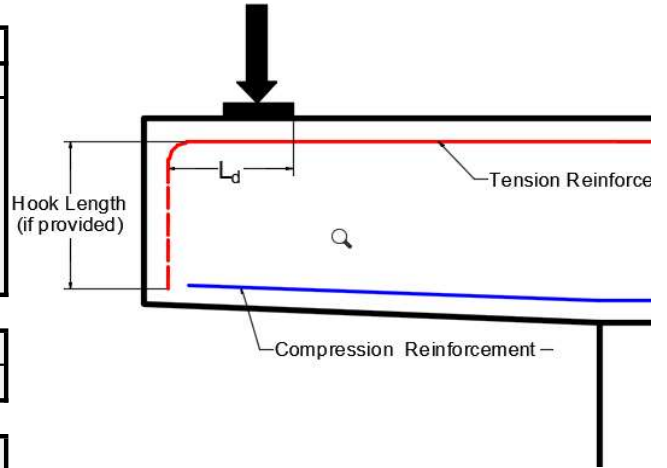 Ld
Tension Reinforce
Hook Length
(if provided)
Compression Reinforcement